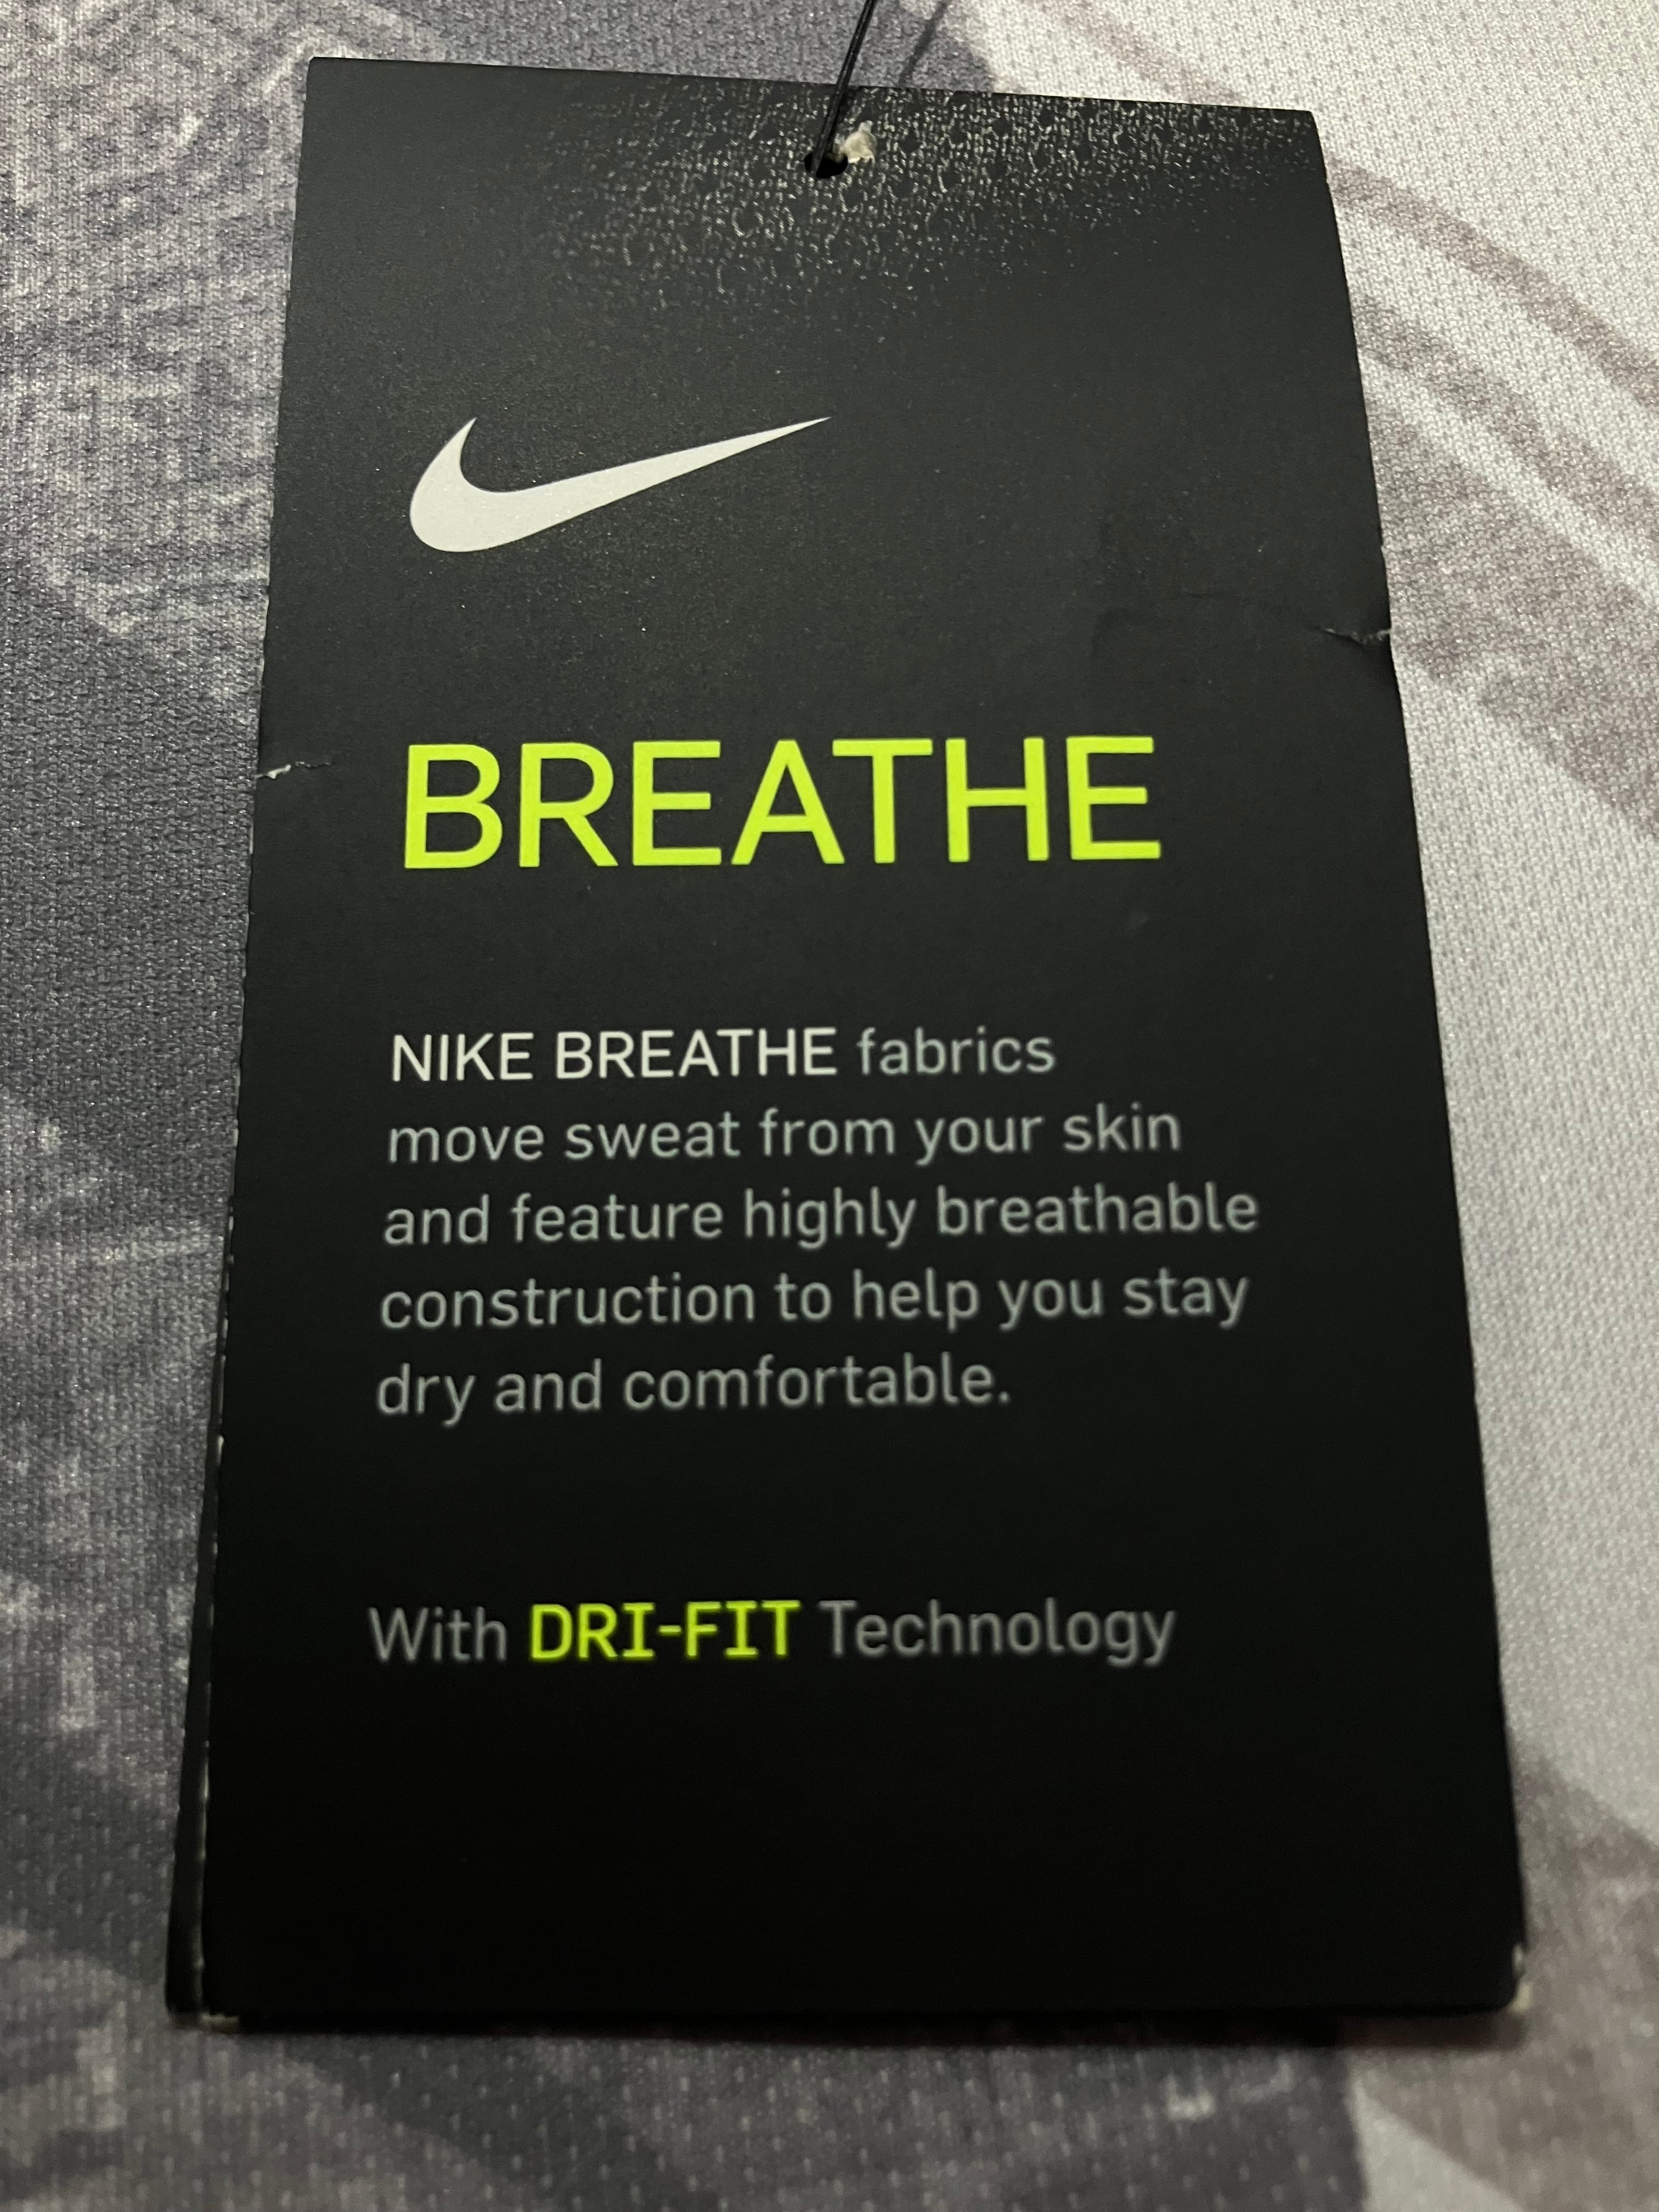 BREATHE
NIKE BREATHE fabrics
move sweat from your skin
and feature highly breathable
construction to help you stay
dry and comfortable.
With DRI-FIT Technology